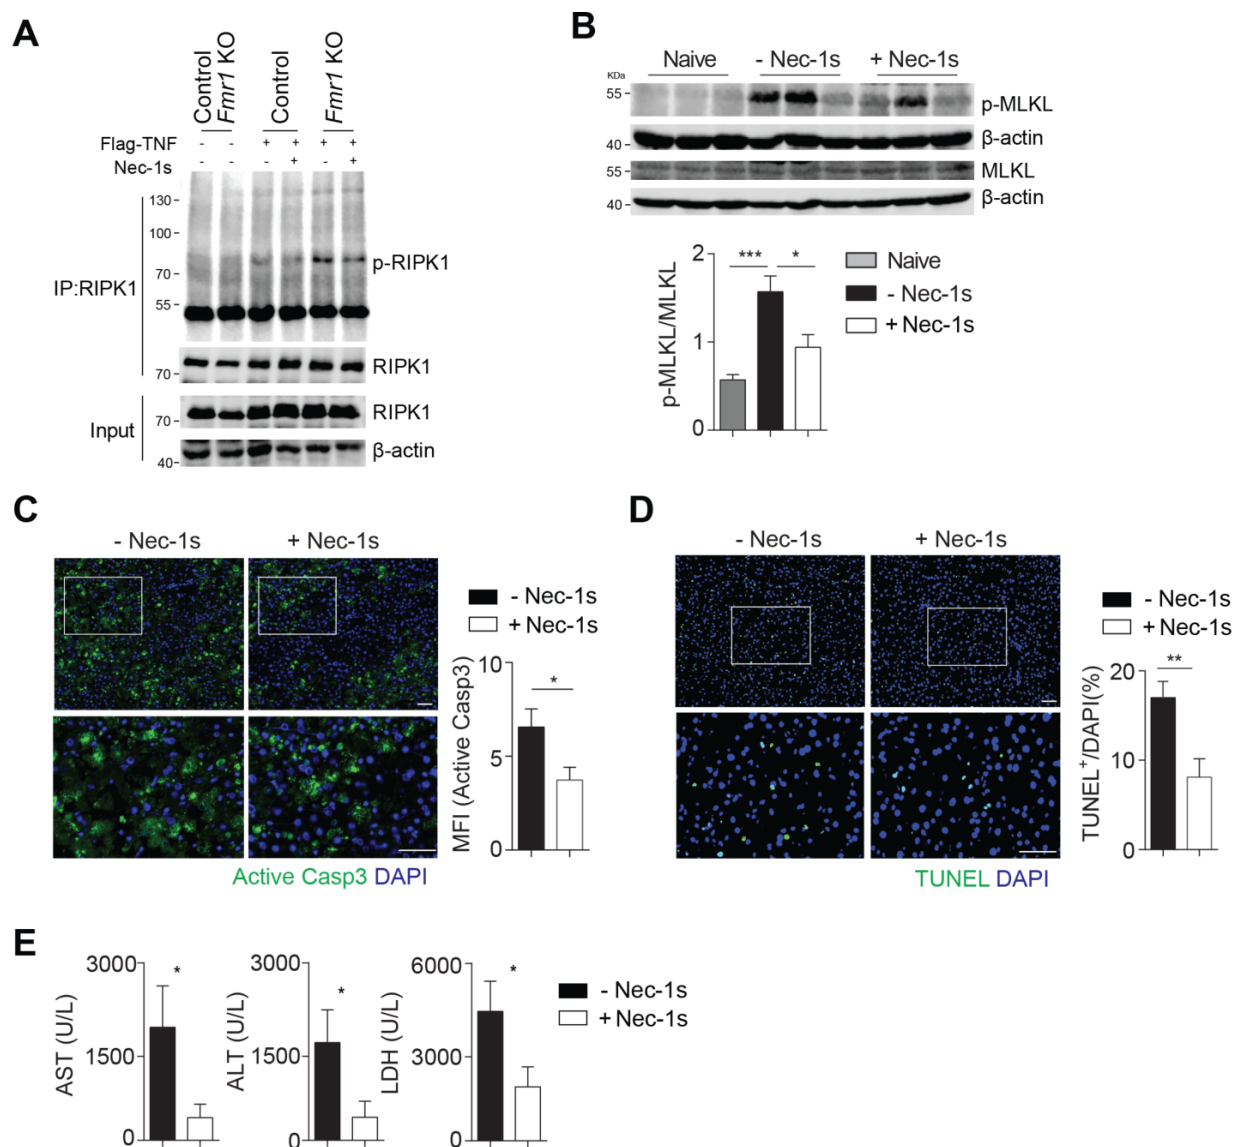 A
Control
Fmr1 KO
Control
Fmr1 KO
Flag-TNF - - + + + +
Nec-1s - - - + - +
130
100
p-RIPK1
70
IP:RIPK1
55
RIPK1
70
RIPK1
70
Input
β-actin
40
B
Naive - Nec-1s + Nec-1s
KDa
55
p-MLKL
β-actin
40
MLKL
55
β-actin
40
p-MLKL/MLKL
2
1
0
*** *
Naive
- Nec-1s
+ Nec-1s
C
- Nec-1s + Nec-1s
Active Casp3 DAPI
- Nec-1s
+ Nec-1s
MFI (Active Casp3)
10
5
0
*
D
- Nec-1s + Nec-1s
TUNEL DAPI
- Nec-1s
+ Nec-1s
TUNEL+/DAPI(%)
20
10
0
**
E
AST (U/L)
3000
1500
0
*
ALT (U/L)
3000
1500
0
*
LDH (U/L)
6000
3000
0
*
- Nec-1s
+ Nec-1s